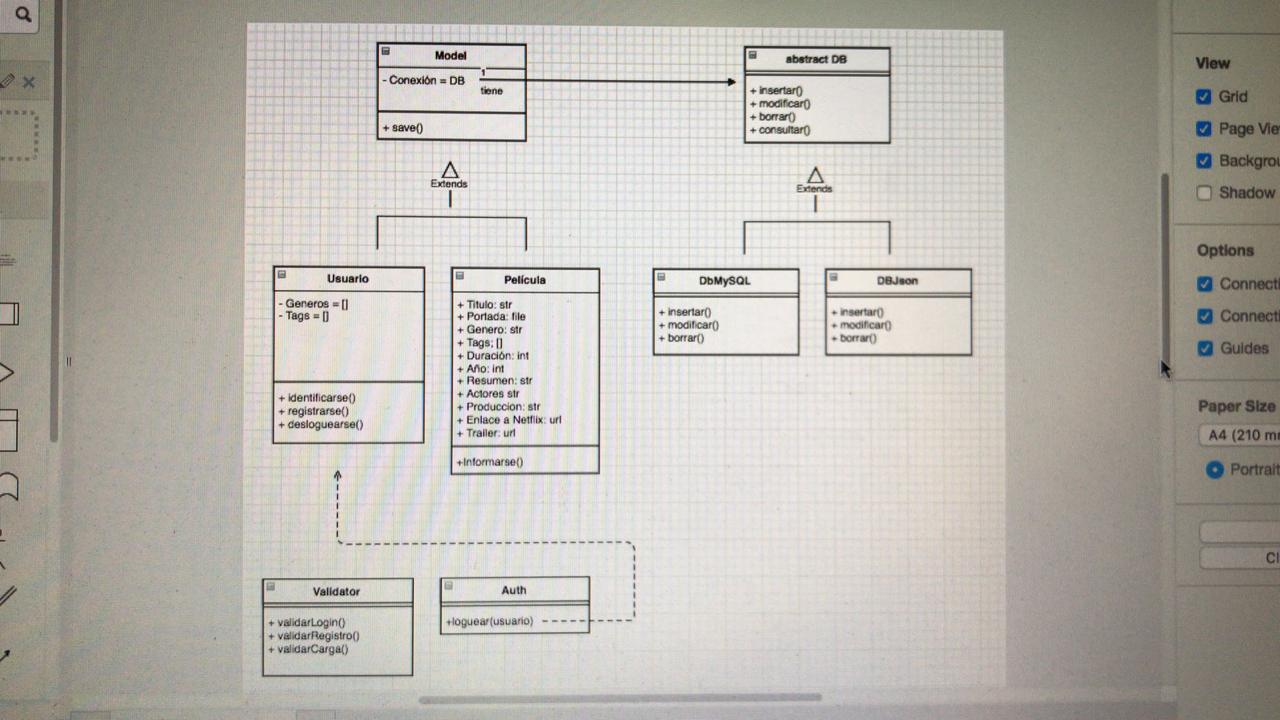 Model
- Conexión = DB
1
tiene
+ save()
abstract DB
+ insertar()
+ modificar()
+ borrar()
+ consultar()
Extends
Extends
Usuario
- Generos = []
- Tags = []
+ identificarse()
+ registrarse()
+ desloguearse()
Película
+ Titulo: str
+ Portada: file
+ Genero: str
+ Tags; []
+ Duración: int
+ Año: int
+ Resumen: str
+ Actores str
+ Produccion: str
+ Enlace a Netflix: url
+ Trailer: url
+Informarse()
DbMySQL
+ insertar()
+ modificar()
+ borrar()
DBJson
+ insertar()
+ modificar()
+ borrar()
Validator
+ validarLogin()
+ validarRegistro()
+ validarCarga()
Auth
+loguear(usuario)
View
Grid
Page Vie
Backgrou
Shadow
Options
Connecti
Connecti
Guides
Paper Size
A4 (210 mm
Portrait
Cl